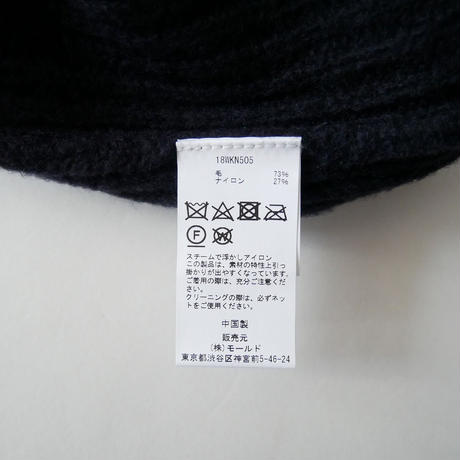 18WKN505
毛 73%
ナイロン 27%
F
W
スチームで浮かしアイロン
この製品は、素材の特性上引っ
掛かりが出やすくなっています。
ご着用の際は、充分ご注意くださ
い。
クリーニングの際は、必ずネッ
トをご使用ください。
中国製
販売元
(株)モールド
東京都渋谷区神宮前5-46-24